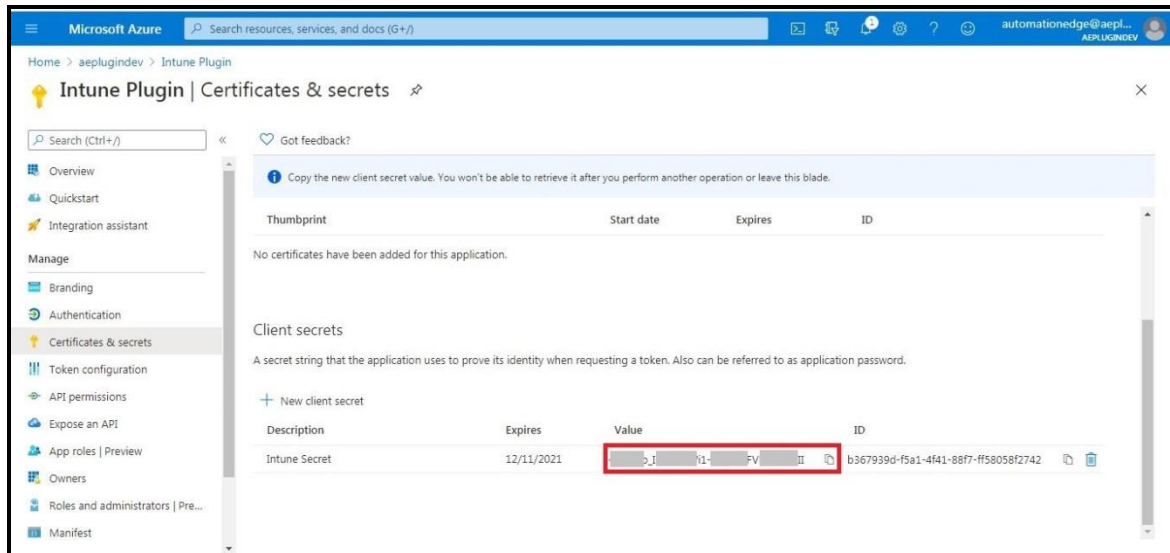 Microsoft Azure
Search resources, services, and docs (G+/)
1
automationedge@aepl...
AEPLUGINDEV
Home > aeplugindev > Intune Plugin
Intune Plugin | Certificates & secrets
Search (Ctrl+/)
Overview
Quickstart
Integration assistant
Manage
Branding
Authentication
Certificates & secrets
Token configuration
API permissions
Expose an API
App roles | Preview
Owners
Roles and administrators | Pre...
Manifest
Got feedback?
Copy the new client secret value. You won't be able to retrieve it after you perform another operation or leave this blade.
Thumbprint Start date Expires ID
No certificates have been added for this application.
Client secrets
A secret string that the application uses to prove its identity when requesting a token. Also can be referred to as application password.
New client secret
Description Expires Value ID
Intune Secret 12/11/2021 b367939d-f5a1-4f41-88f7-ff58058f2742